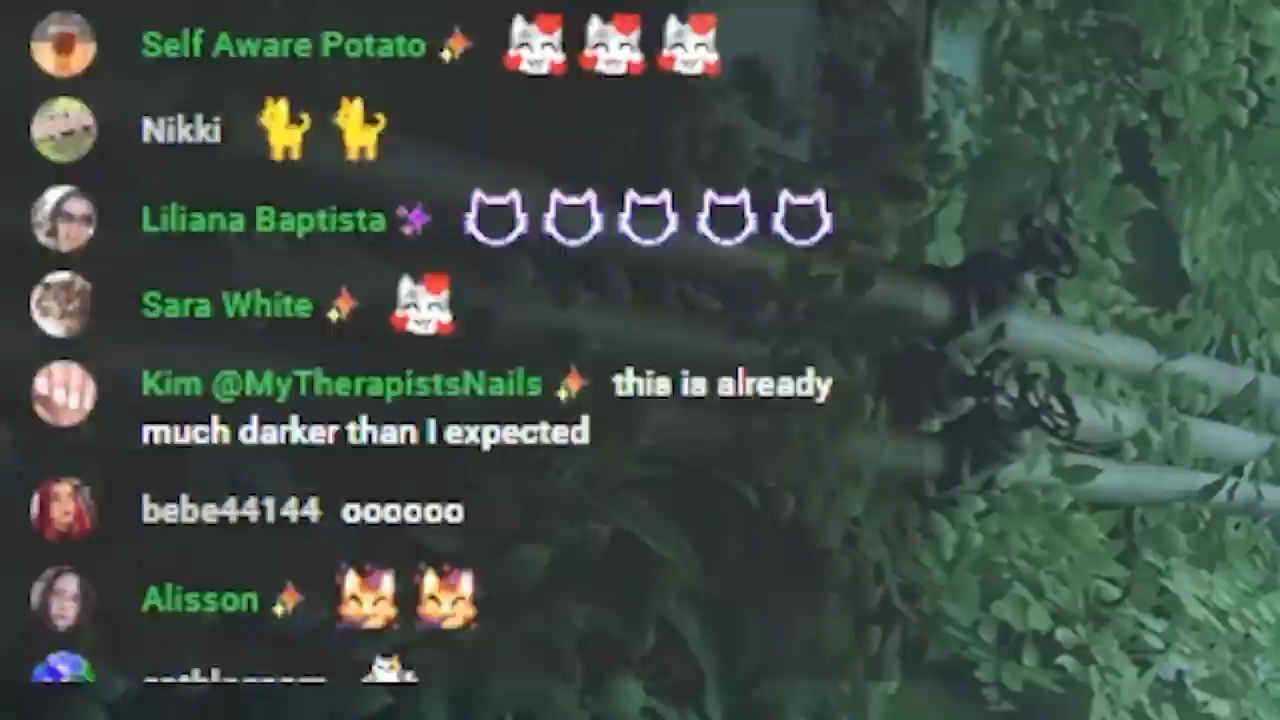 Self Aware Potato
Nikki
Liliana Baptista
Sara White
Kim @MyTherapistsNails this is already
much darker than I expected
bebe44144 oooooo
Alisson